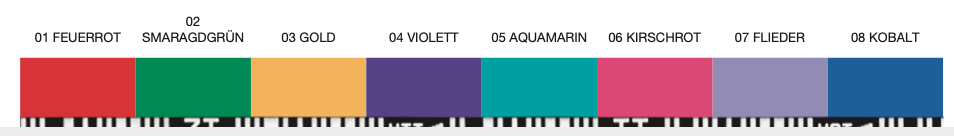 01 FEUERROT
02
SMARAGDGRÜN
03 GOLD
04 VIOLETT
05 AQUAMARIN
06 KIRSCHROT
07 FLIEDER
08 KOBALT